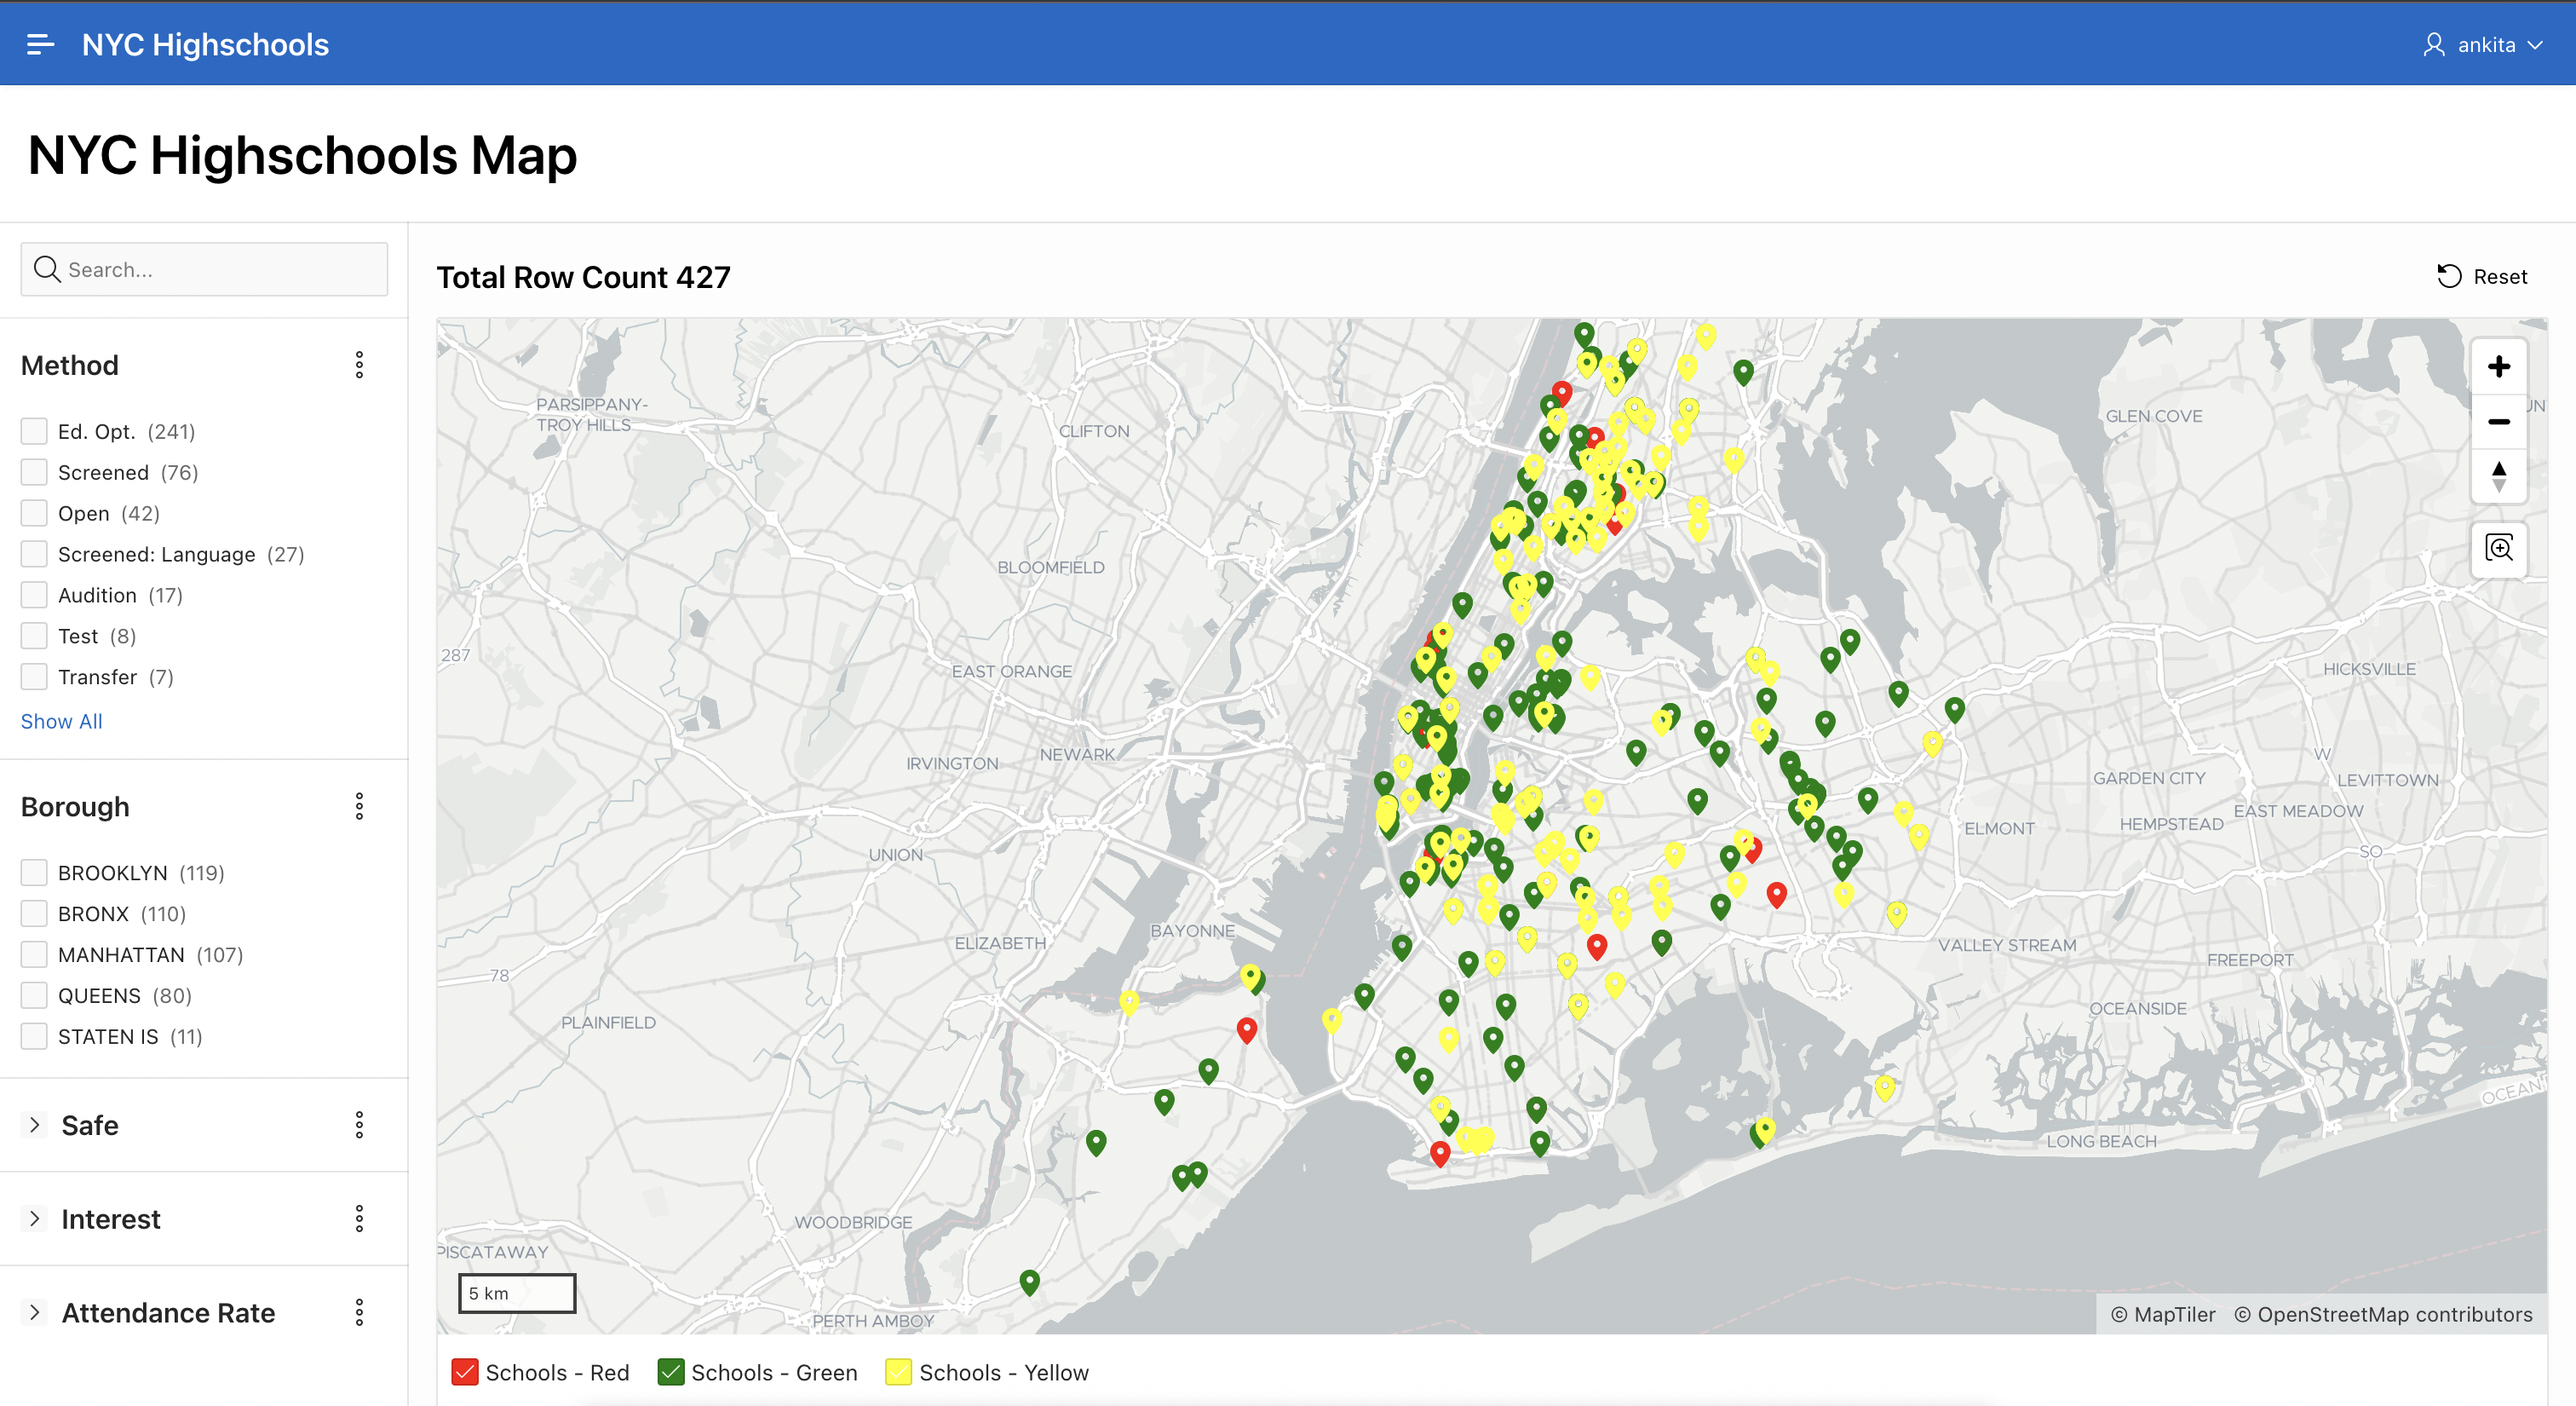 NYC Highschools
ankita
NYC Highschools Map
Search...
Total Row Count 427
Reset
Method
Ed. Opt. (241)
Screened (76)
Open (42)
Screened: Language (27)
Audition (17)
Test (8)
Transfer (7)
Show All
Borough
BROOKLYN (119)
BRONX (110)
MANHATTAN (107)
QUEENS (80)
STATEN IS (11)
Safe
Interest
Attendance Rate
PARSIPPANY-
TROY HILLS
CLIFTON
GLEN COVE
UN
BLOOMFIELD
287
EAST ORANGE
HICKSVILLE
NEWARK
IRVINGTON
W
LEVITTOWN
GARDEN CITY
EAST MEADOW
HEMPSTEAD
ELMONT
UNION
SO
BAYONNE
ELIZABETH
VALLEY STREAM
FREEPORT
78
OCEANSIDE
PLAINFIELD
OCEAN
LONG BEACH
WOODBRIDGE
PISCATAWAY
5 km
PERTH AMBOY
© MapTiler © OpenStreetMap contributors
Schools - Red
Schools - Green
Schools - Yellow